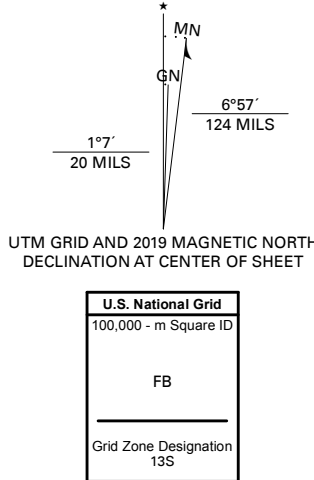 MN
GN
6°57´
124 MILS
1°7´
20 MILS
UTM GRID AND 2019 MAGNETIC NORTH
DECLINATION AT CENTER OF SHEET
U.S. National Grid
100,000 - m Square ID
FB
Grid Zone Designation
13S